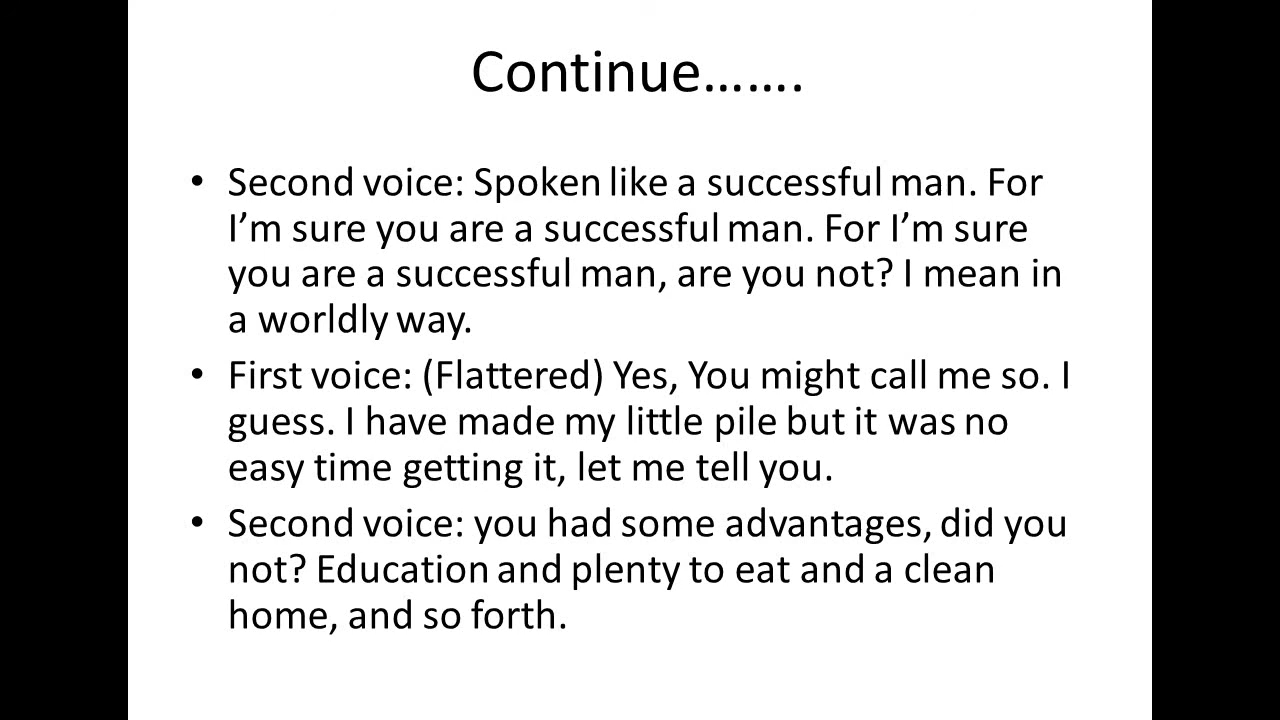 Continue…….
• Second voice: Spoken like a successful man. For
I’m sure you are a successful man. For I’m sure
you are a successful man, are you not? I mean in
a worldly way.
• First voice: (Flattered) Yes, You might call me so. I
guess. I have made my little pile but it was no
easy time getting it, let me tell you.
• Second voice: you had some advantages, did you
not? Education and plenty to eat and a clean
home, and so forth.